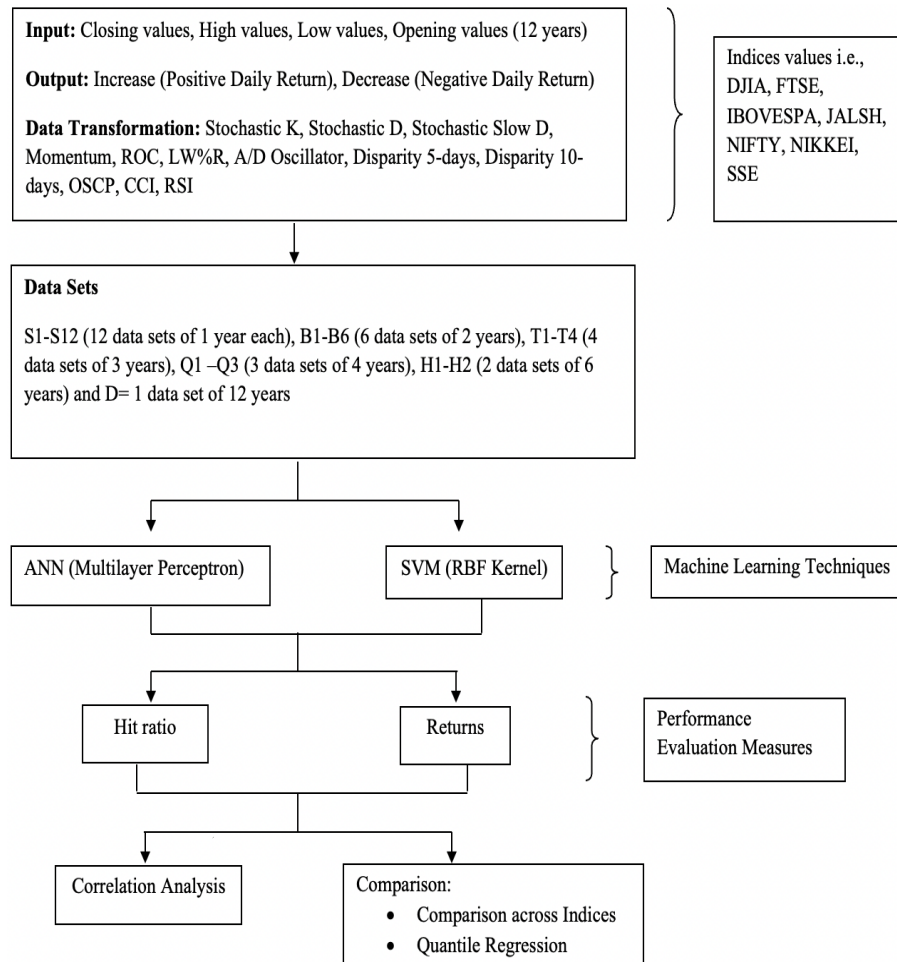 Input: Closing values, High values, Low values, Opening values (12 years)
Output: Increase (Positive Daily Return), Decrease (Negative Daily Return)
Data Transformation: Stochastic K, Stochastic D, Stochastic Slow D,
Momentum, ROC, LW%R, A/D Oscillator, Disparity 5-days, Disparity 10-
days, OSCP, CCI, RSI
Indices values i.e.,
DJIA, FTSE,
IBOVESPA, JALSH,
NIFTY, NIKKEI,
SSE
Data Sets
S1-S12 (12 data sets of 1 year each), B1-B6 (6 data sets of 2 years), T1-T4 (4
data sets of 3 years), Q1 –Q3 (3 data sets of 4 years), H1-H2 (2 data sets of 6
years) and D= 1 data set of 12 years
ANN (Multilayer Perceptron)
SVM (RBF Kernel)
Machine Learning Techniques
Hit ratio
Returns
Performance
Evaluation Measures
Correlation Analysis
Comparison:
• Comparison across Indices
• Quantile Regression